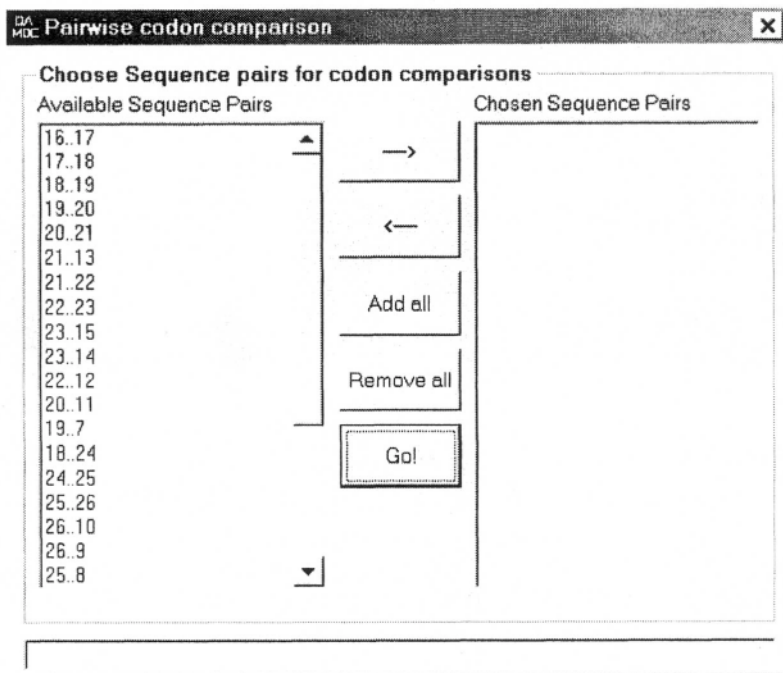 DA
MDC Pairwise codon comparison
Choose Sequence pairs for codon comparisons
Available Sequence Pairs
16..17
17..18
18..19
19..20
20..21
21..13
21..22
22..23
23..15
23..14
22..12
20..11
19..7
18..24
24..25
25..26
26..10
26..9
25..8
-->
<--
Add all
Remove all
Go!
Chosen Sequence Pairs